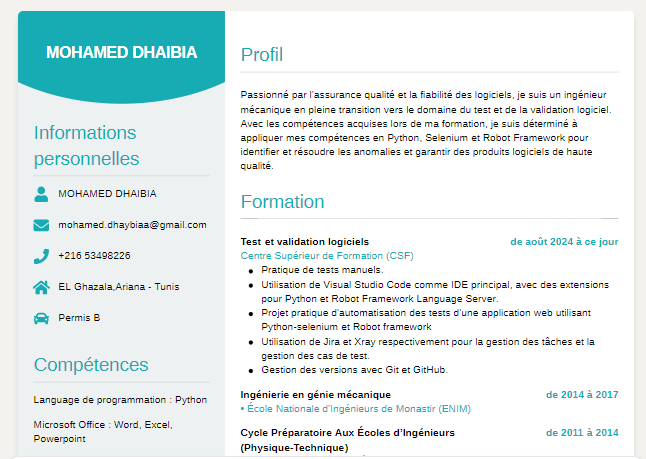 MOHAMED DHAIBIA
Informations
personnelles
MOHAMED DHAIBIA
mohamed.dhaybiaa@gmail.com
+216 53498226
EL Ghazala,Ariana - Tunis
Permis B
Compétences
Language de programmation : Python
Microsoft Office : Word, Excel,
Powerpoint
Profil
Passionné par l'assurance qualité et la fiabilité des logiciels, je suis un ingénieur
mécanique en pleine transition vers le domaine du test et de la validation logiciel.
Avec les compétences acquises lors de ma formation, je suis déterminé à
appliquer mes compétences en Python, Selenium et Robot Framework pour
identifier et résoudre les anomalies et garantir des produits logiciels de haute
qualité.
Formation
Test et validation logiciels de août 2024 à ce jour
Centre Supérieur de Formation (CSF)
• Pratique de tests manuels.
• Utilisation de Visual Studio Code comme IDE principal, avec des extensions
pour Python et Robot Framework Language Server.
• Projet pratique d'automatisation des tests d'une application web utilisant
Python-selenium et Robot framework
• Utilisation de Jira et Xray respectivement pour la gestion des tâches et la
gestion des cas de test.
• Gestion des versions avec Git et GitHub.
Ingénierie en génie mécanique de 2014 à 2017
• École Nationale d'Ingénieurs de Monastir (ENIM)
Cycle Préparatoire Aux Écoles d'Ingénieurs de 2011 à 2014
(Physique-Technique)